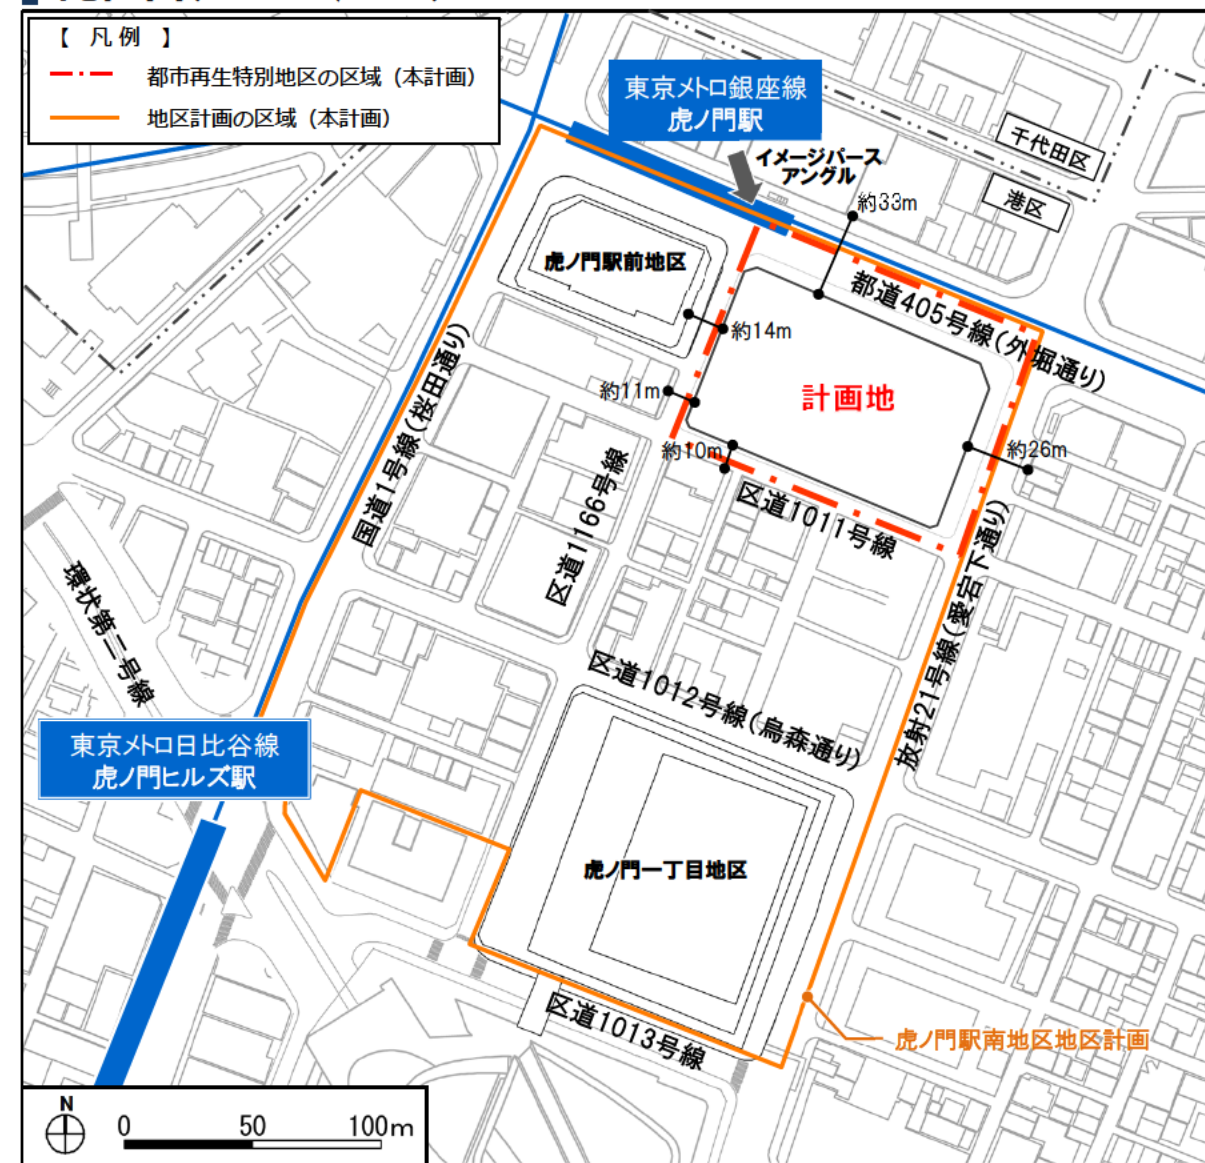 【 凡 例 】
都市再生特別地区の区域（本計画）
地区計画の区域（本計画）
東京メトロ銀座線
虎ノ門駅
イメージパース
アングル
千代田区
港区
約33m
虎ノ門駅前地区
都道405号線(外堀通り)
約14m
計画地
約11m
約10m
約26m
国道1号線(桜田通り)
区道1166号線
区道1011号線
環状第二号線
区道1012号線(烏森通り)
放射21号線(愛宕下通り)
東京メトロ日比谷線
虎ノ門ヒルズ駅
虎ノ門一丁目地区
区道1013号線
虎ノ門駅南地区地区計画
N
0 50 100m